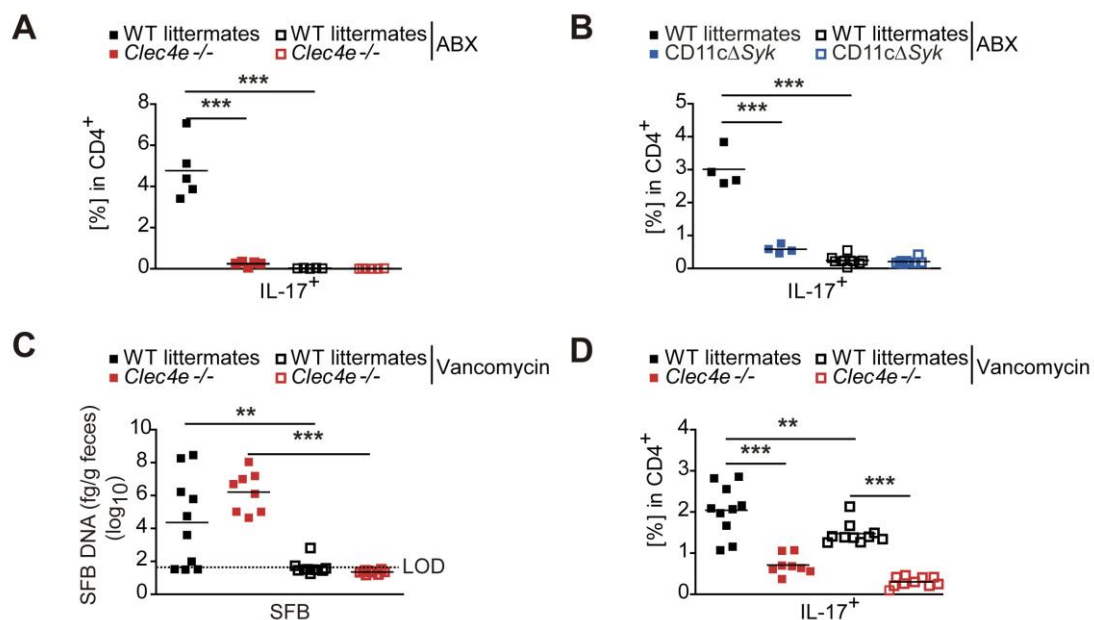 A
WT littermates WT littermates
Clec4e -/- Clec4e -/- ABX
[%] in CD4+
8
6
4
2
0
***
***
IL-17+
B
WT littermates WT littermates
CD11cΔSyk CD11cΔSyk ABX
[%] in CD4+
5
4
3
2
1
0
***
***
IL-17+
C
WT littermates WT littermates
Clec4e -/- Clec4e -/- Vancomycin
SFB DNA (fg/g feces)
(log10)
10
8
6
4
2
0
**
***
LOD
SFB
D
WT littermates WT littermates
Clec4e -/- Clec4e -/- Vancomycin
[%] in CD4+
4
3
2
1
0
**
***
***
IL-17+